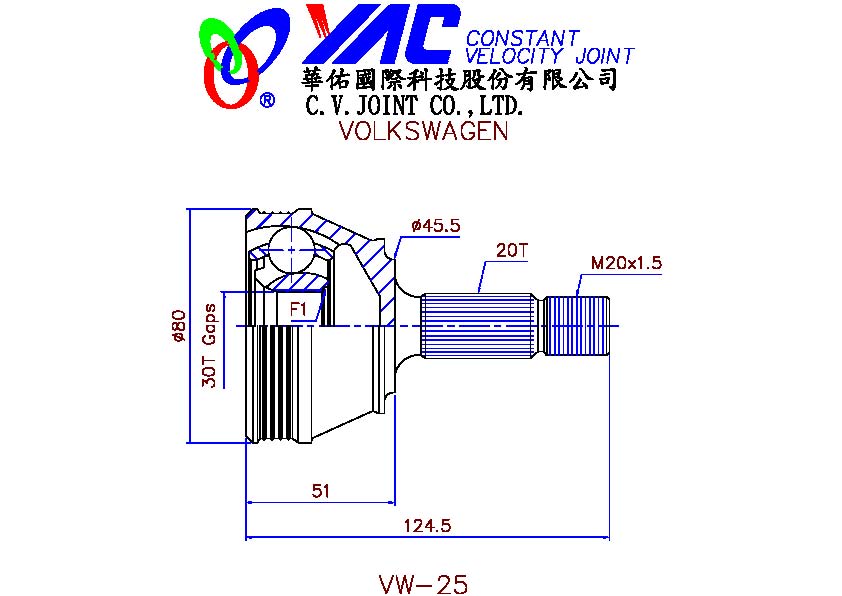 YAC CONSTANT
VELOCITY JOINT
®
華佑國際科技股份有限公司
C.V.JOINT CO.,LTD.
VOLKSWAGEN
ø45.5
20T
M20x1.5
F1
ø80
30T Gaps
51
124.5
VW-25